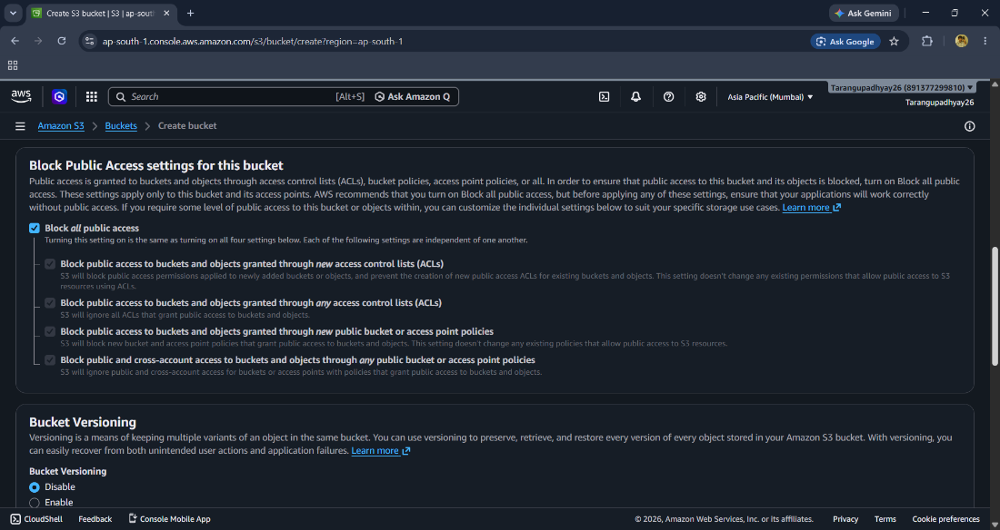 Create S3 bucket | S3 | ap-sout
Ask Gemini
ap-south-1.console.aws.amazon.com/s3/bucket/create?region=ap-south-1
Ask Google
aws
Search
[Alt+S]
Ask Amazon Q
Asia Pacific (Mumbai)
Tarangupadhyay26 (891377299810)
Tarangupadhyay26
Amazon S3
Buckets
Create bucket
Block Public Access settings for this bucket
Public access is granted to buckets and objects through access control lists (ACLs), bucket policies, access point policies, or all. In order to ensure that public access to this bucket and its objects is blocked, turn on Block all public
access. These settings apply only to this bucket and its access points. AWS recommends that you turn on Block all public access, but before applying any of these settings, ensure that your applications will work correctly
without public access. If you require some level of public access to this bucket or objects within, you can customize the individual settings below to suit your specific storage use cases. Learn more
Block all public access
Turning this setting on is the same as turning on all four settings below. Each of the following settings are independent of one another.
Block public access to buckets and objects granted through new access control lists (ACLs)
S3 will block public access permissions applied to newly added buckets or objects, and prevent the creation of new public access ACLs for existing buckets and objects. This setting doesn't change any existing permissions that allow public access to S3
resources using ACLs.
Block public access to buckets and objects granted through any access control lists (ACLs)
S3 will ignore all ACLs that grant public access to buckets and objects.
Block public access to buckets and objects granted through new public bucket or access point policies
S3 will block new bucket and access point policies that grant public access to buckets and objects. This setting doesn't change any existing policies that allow public access to S3 resources.
Block public and cross-account access to buckets and objects through any public bucket or access point policies
S3 will ignore public and cross-account access for buckets or access points with policies that grant public access to buckets and objects.
Bucket Versioning
Versioning is a means of keeping multiple variants of an object in the same bucket. You can use versioning to preserve, retrieve, and restore every version of every object stored in your Amazon S3 bucket. With versioning, you
can easily recover from both unintended user actions and application failures. Learn more
Bucket Versioning
Disable
Enable
CloudShell
Feedback
Console Mobile App
© 2026, Amazon Web Services, Inc. or its affiliates.
Privacy
Terms
Cookie preferences